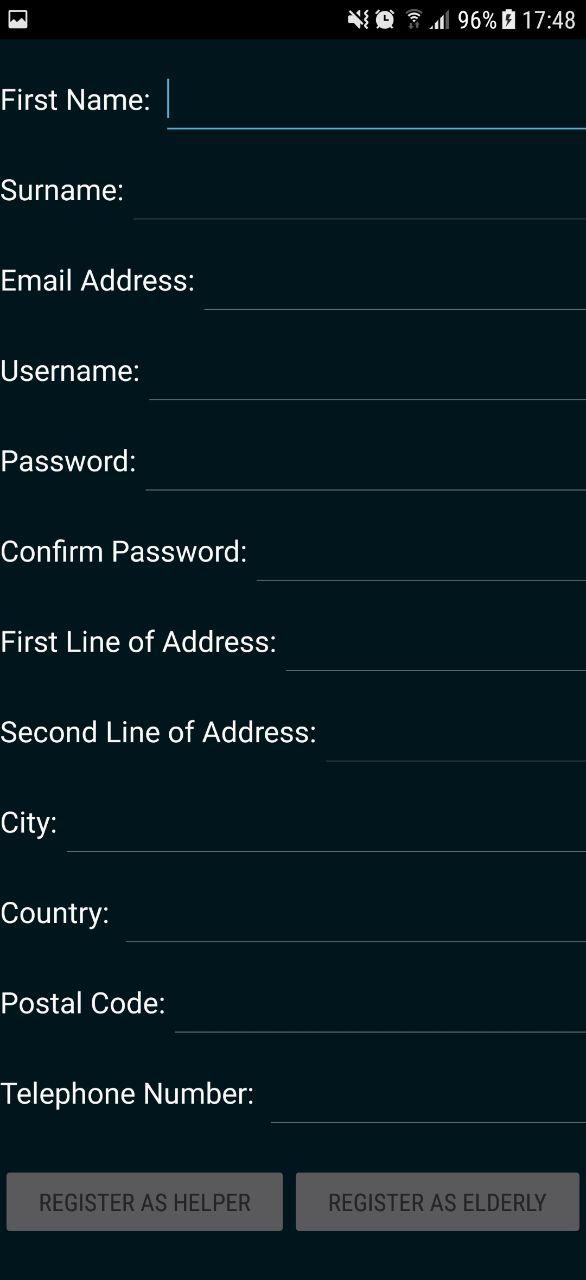 96% 17:48
First Name:
Surname:
Email Address:
Username:
Password:
Confirm Password:
First Line of Address:
Second Line of Address:
City:
Country:
Postal Code:
Telephone Number:
REGISTER AS HELPER REGISTER AS ELDERLY